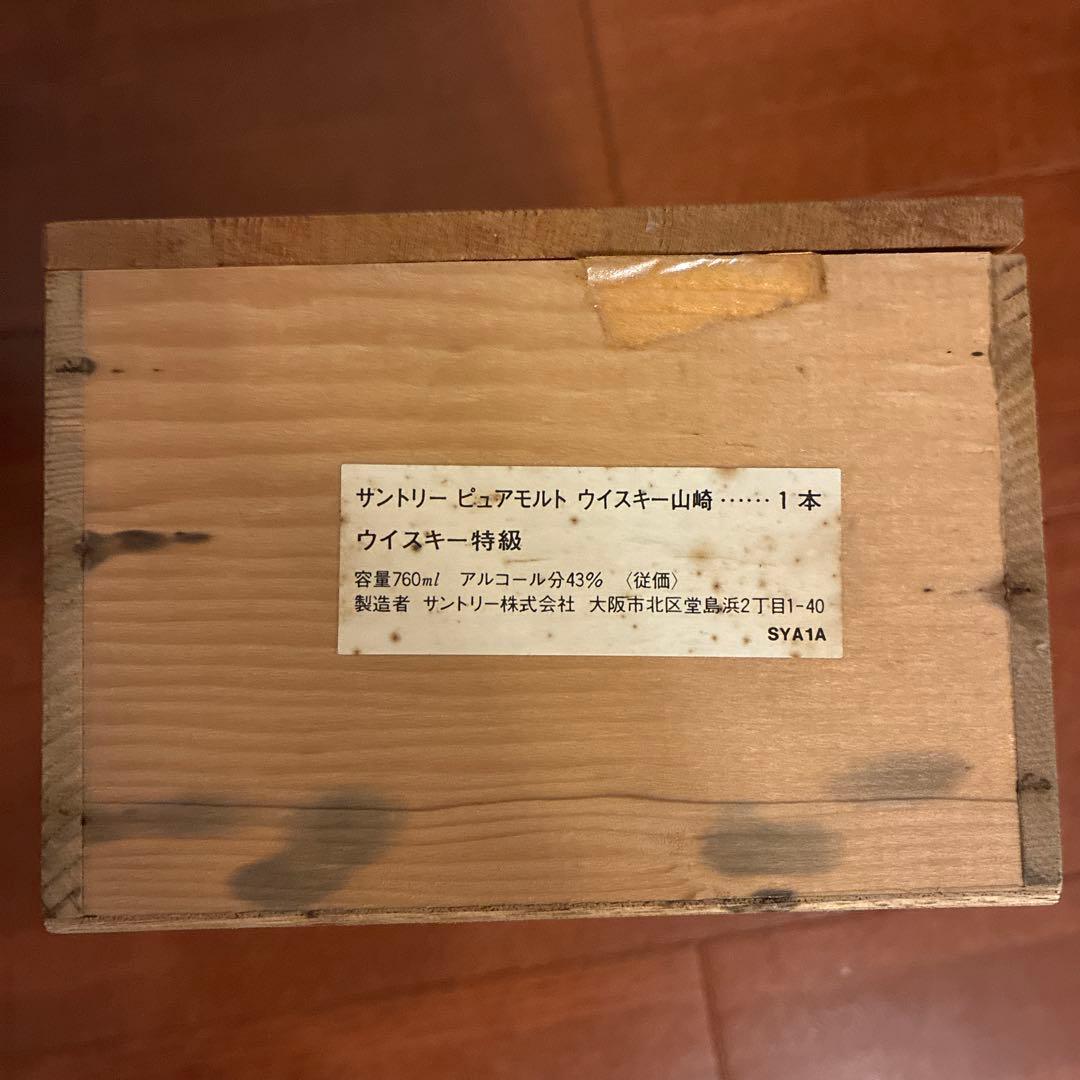 サントリー ピュアモルト ウイスキー山崎……1本
ウイスキー特級
容量760ml アルコール分43% 〈従価〉
製造者 サントリー株式会社 大阪市北区堂島浜2丁目1-40
SYA1A